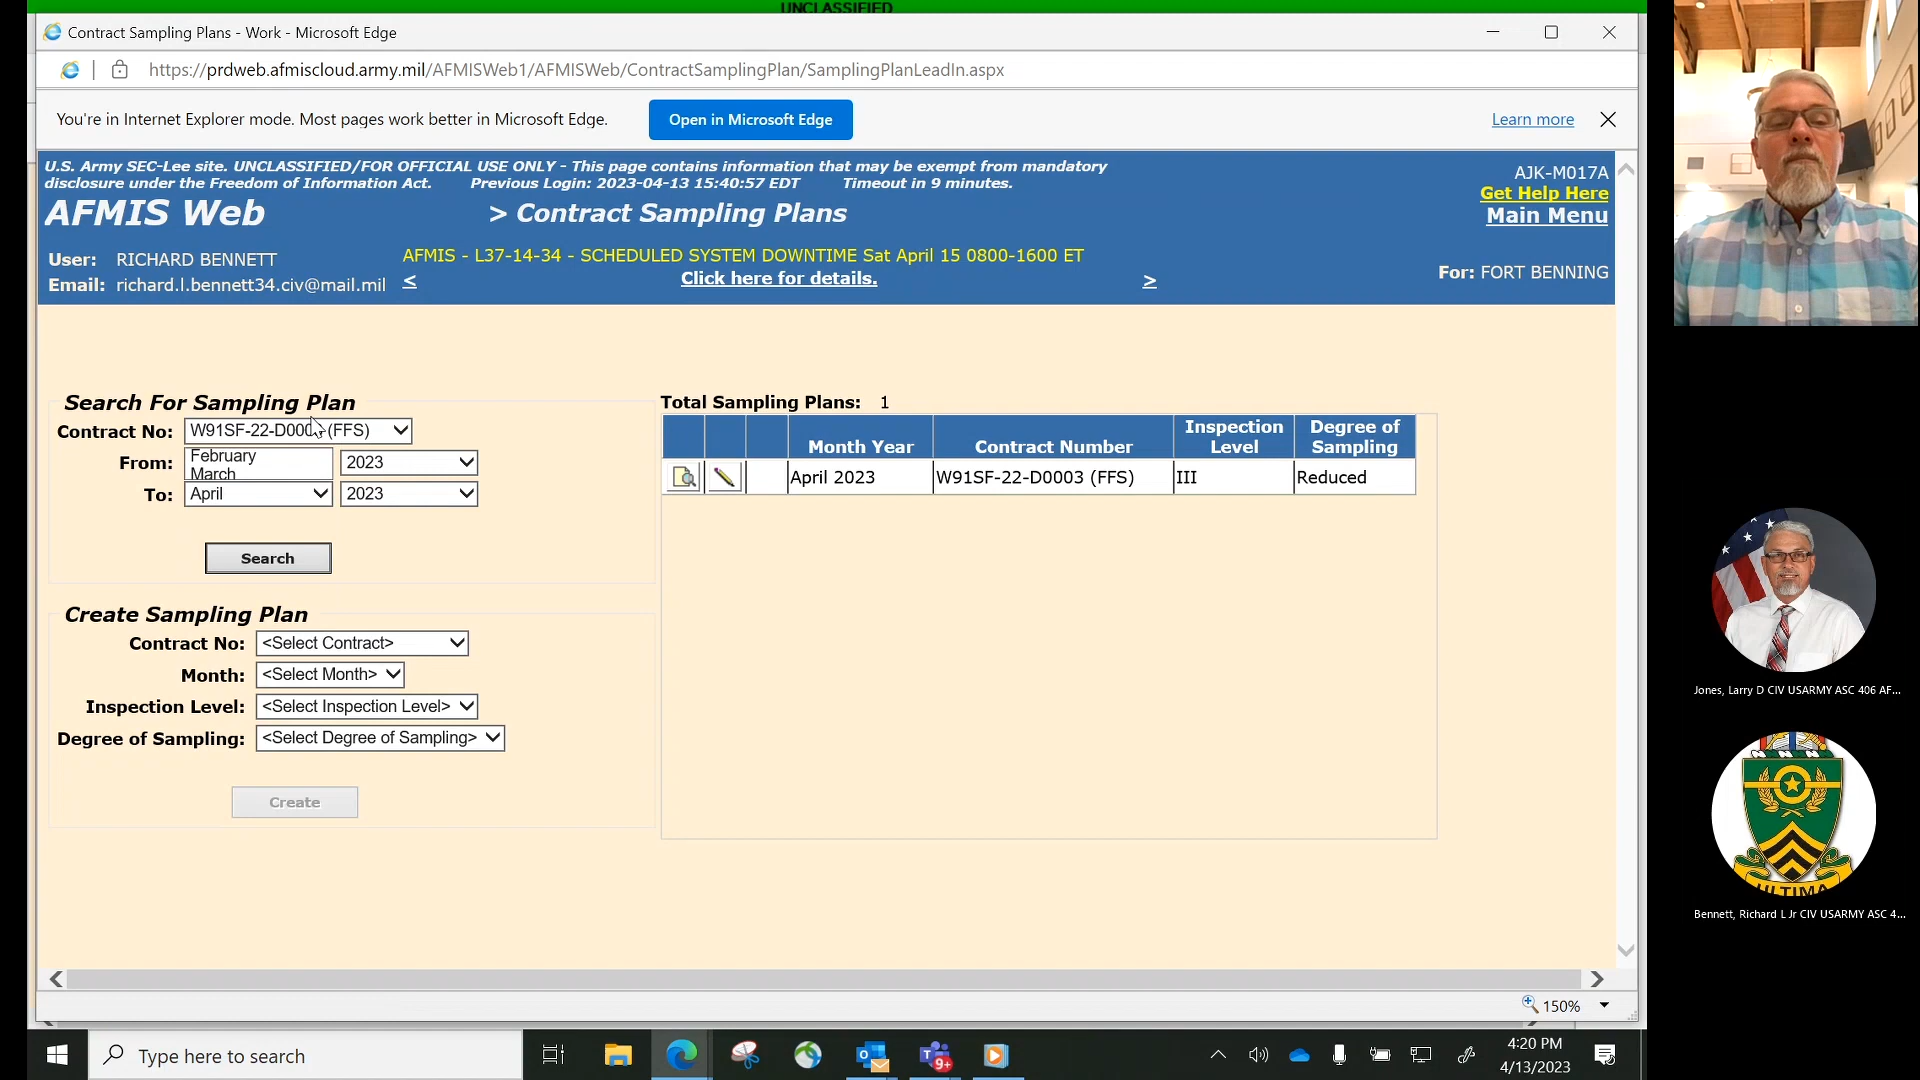 UNCLASSIFIED
Contract Sampling Plans - Work - Microsoft Edge
https://prdweb.afmiscloud.army.mil/AFMISWeb1/AFMISWeb/ContractSamplingPlan/SamplingPlanLeadIn.aspx
You're in Internet Explorer mode. Most pages work better in Microsoft Edge.
Open in Microsoft Edge
Learn more
U.S. Army SEC-Lee site. UNCLASSIFIED/FOR OFFICIAL USE ONLY - This page contains information that may be exempt from mandatory
disclosure under the Freedom of Information Act. Previous Login: 2023-04-13 15:40:57 EDT Timeout in 9 minutes.
AJK-M017A
Get Help Here
Main Menu
AFMIS Web
> Contract Sampling Plans
User: RICHARD BENNETT
Email: richard.l.bennett34.civ@mail.mil
AFMIS - L37-14-34 - SCHEDULED SYSTEM DOWNTIME Sat April 15 0800-1600 ET
< Click here for details. >
For: FORT BENNING
Search For Sampling Plan
Contract No: W91SF-22-D000 (FFS)
From: February
March
2023
To: April 2023
Search
Total Sampling Plans: 1
Month Year Contract Number Inspection Level Degree of Sampling
April 2023 W91SF-22-D0003 (FFS) III Reduced
Create Sampling Plan
Contract No: <Select Contract>
Month: <Select Month>
Inspection Level: <Select Inspection Level>
Degree of Sampling: <Select Degree of Sampling>
Create
150%
Type here to search
9+
4:20 PM
4/13/2023
Jones, Larry D CIV USARMY ASC 406 AF...
ULTIMA
Bennett, Richard L Jr CIV USARMY ASC 4...